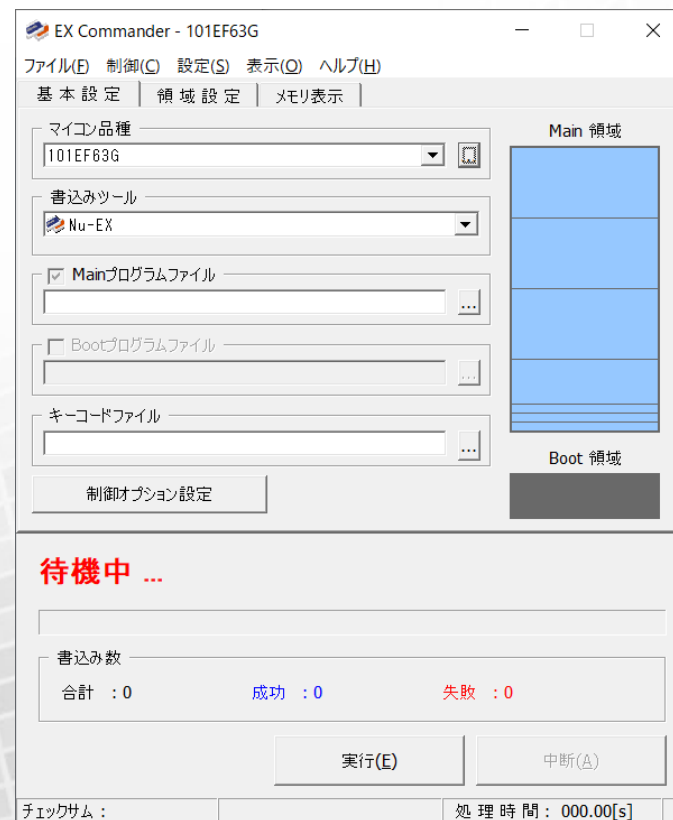 EX Commander - 101EF63G
ファイル(F) 制御(C) 設定(S) 表示(O) ヘルプ(H)
基本設定 領域設定 メモリ表示
マイコン品種
101EF63G
書込みツール
Nu-EX
Mainプログラムファイル
...
Bootプログラムファイル
...
キーコードファイル
...
制御オプション設定
Main 領域
Boot 領域
待機中 ...
書込み数
合計 : 0 成功 : 0 失敗 : 0
実行(E) 中断(A)
チェックサム : 処理時間 : 000.00[s]